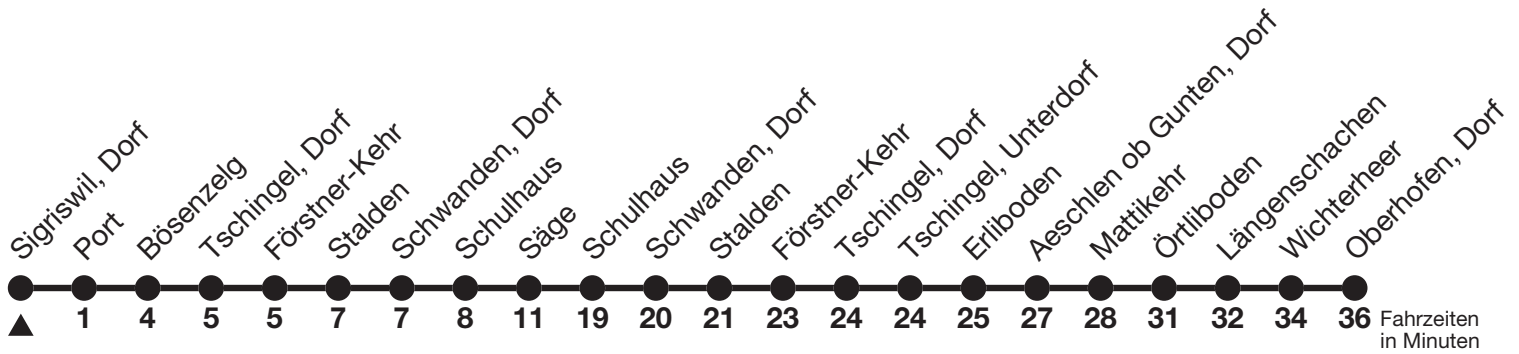 Sigriswil, Dorf
Port
Bösenzelg
Tschingel, Dorf
Förstner-Kehr
Stalden
Schwanden, Dorf
Schulhaus
Säge
Schulhaus
Schwanden, Dorf
Stalden
Förstner-Kehr
Tschingel, Dorf
Tschingel, Unterdorf
Erliboden
Aeschlen ob Gunten, Dorf
Mattikehr
Örtliboden
Längenschachen
Wichterheer
Oberhofen, Dorf
1 4 5 5 7 7 8 11 19 20 21 23 24 24 25 27 28 31 32 34 36 Fahrzeiten
in Minuten